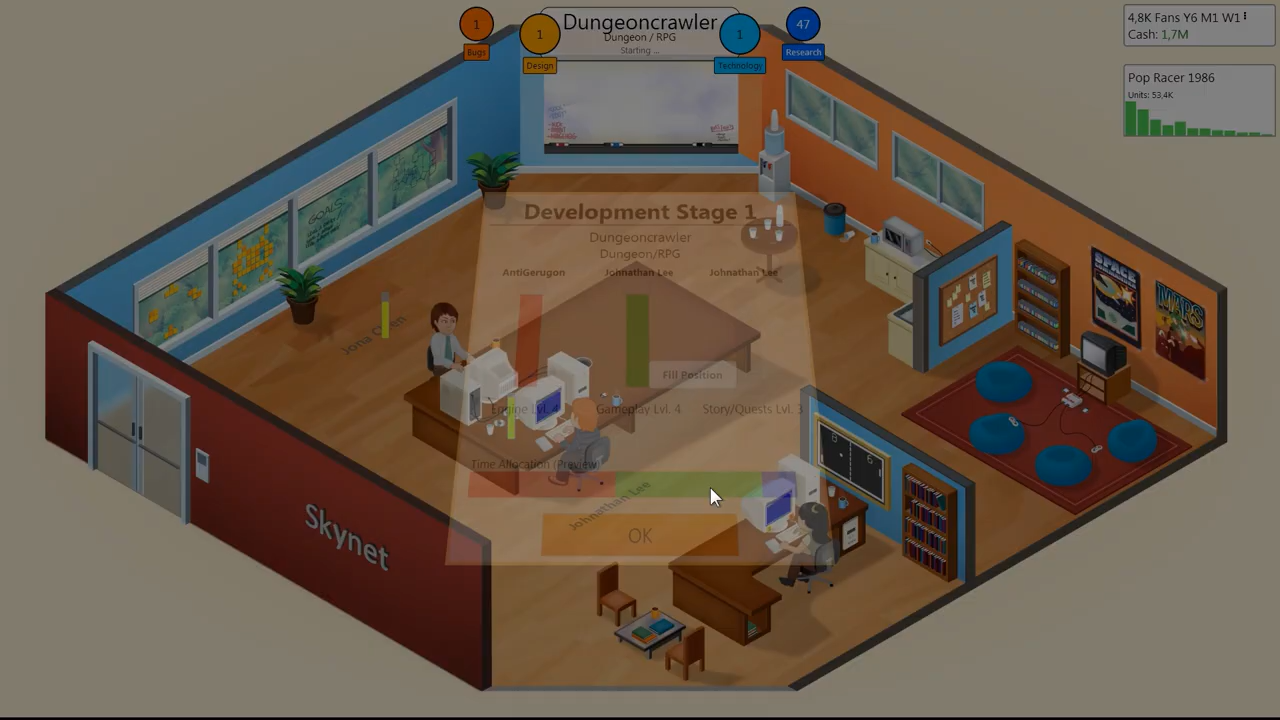 Dungeoncrawler
Dungeon / RPG
Starting ...
1
Bugs
1
Design
1
Technology
47
Research
4,8K Fans Y6 M1 W1
Cash: 1,7M
Pop Racer 1986
Units: 53,4K
GOALS
SPACE
MARS
Development Stage 1
Dungeoncrawler
Dungeon/RPG
AntiGerugon Johnathan Lee Johnathan Lee
Fill Position
Engine Lvl. 4 Gameplay Lvl. 4 Story/Quests Lvl. 3
Time Allocation (Preview)
OK
Johnathan Lee
Skynet